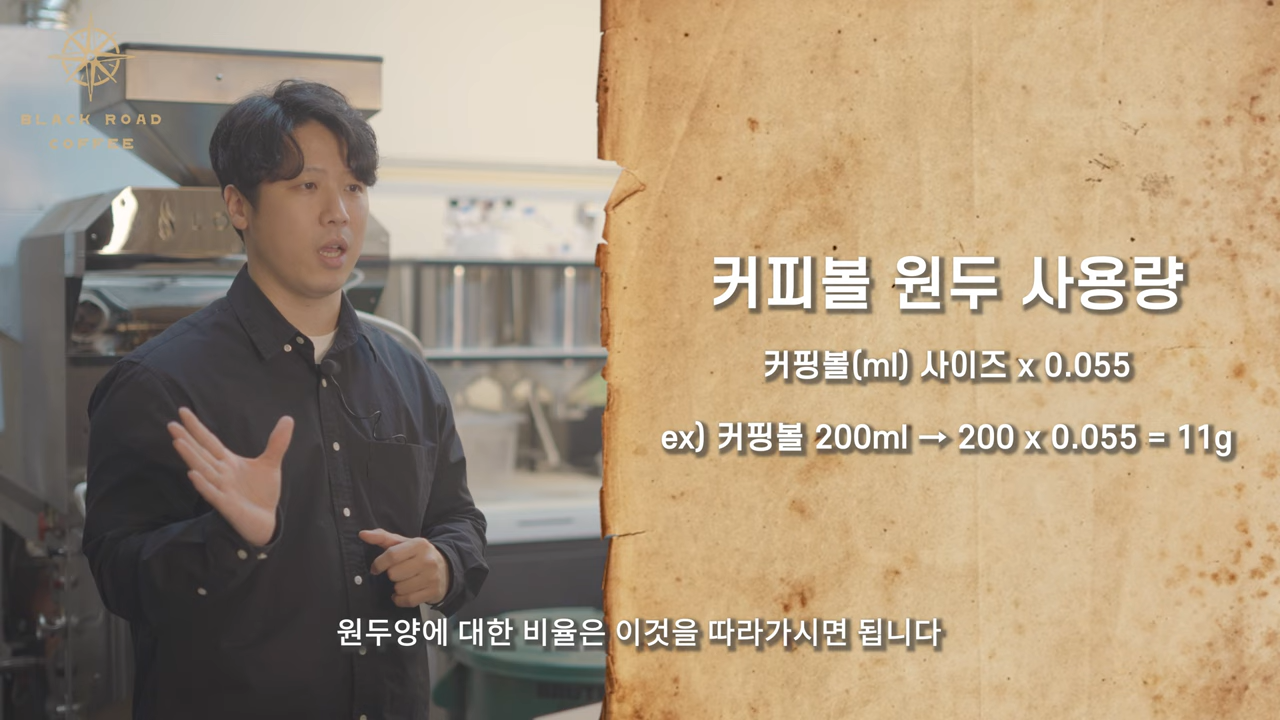 BLACK ROAD
COFFEE
커피볼 원두 사용량
커핑볼(ml) 사이즈 x 0.055
ex) 커핑볼 200ml → 200 x 0.055 = 11g
원두양에 대한 비율은 이것을 따라가시면 됩니다